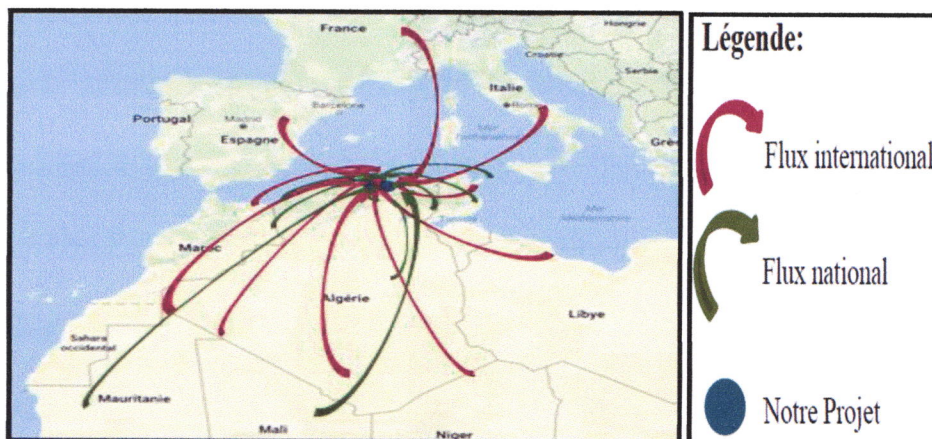 France
Hongrie
Croatie
Serbie
Italie
Rome
Barcelone
Portugal
Madrid
Espagne
Grè
Tunisie
Maroc
Algérie
Libye
Sahara
occidental
Mauritanie
Mali
Niger
Légende:
Flux international
Flux national
Notre Projet